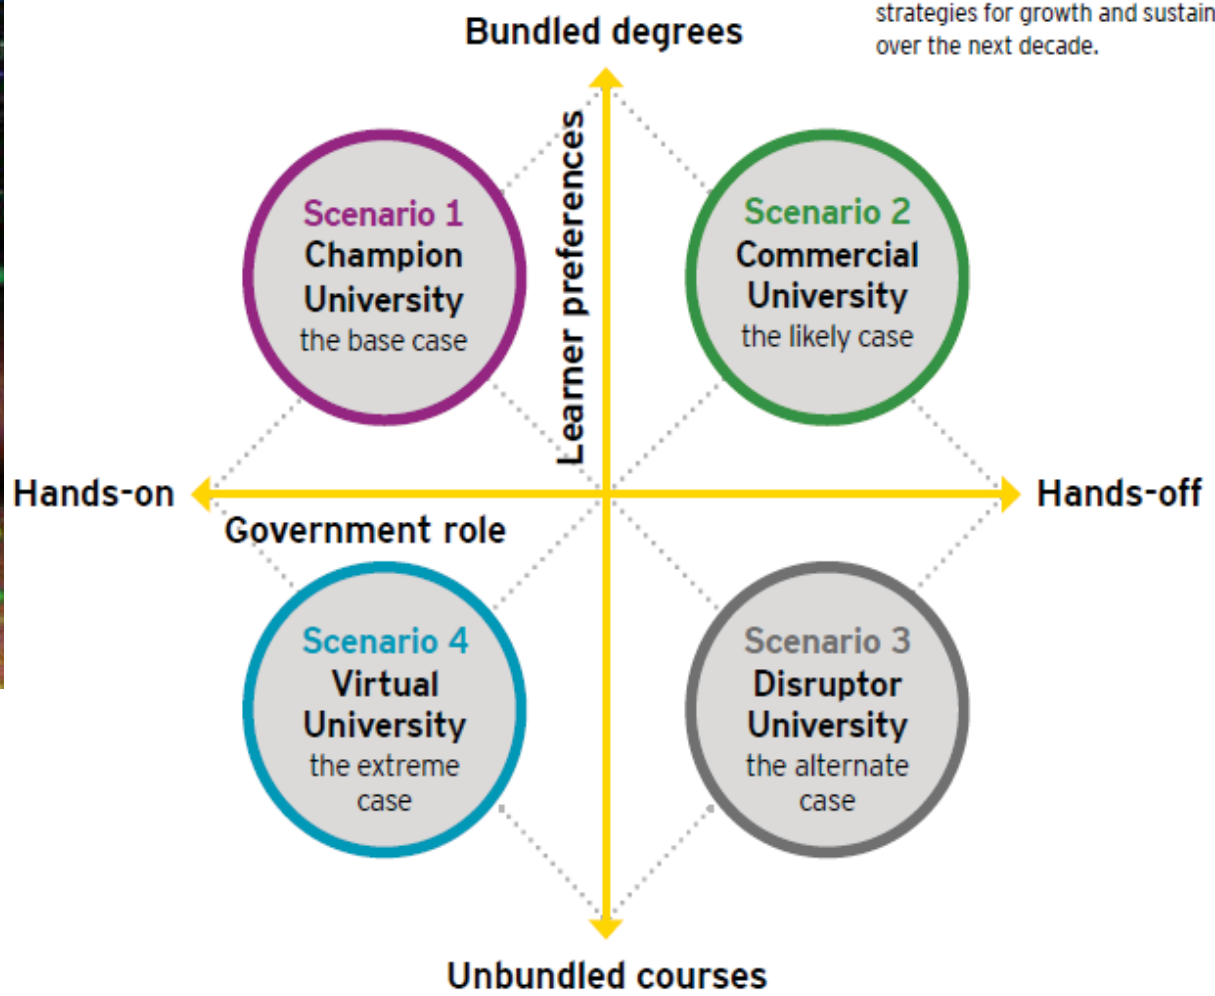 strategies for growth and sustain
over the next decade.
Bundled degrees
Learner preferences
Scenario 1
Champion
University
the base case
Scenario 2
Commercial
University
the likely case
Hands-on
Hands-off
Government role
Scenario 4
Virtual
University
the extreme
case
Scenario 3
Disruptor
University
the alternate
case
Unbundled courses